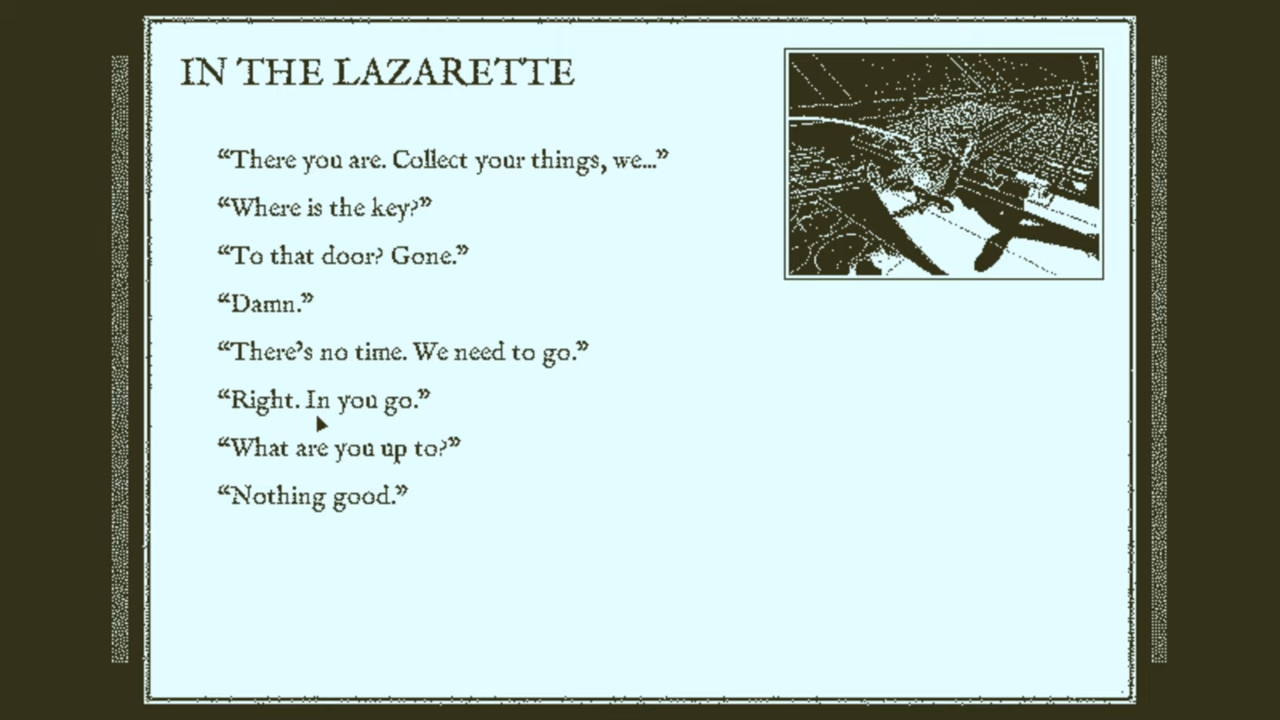 IN THE LAZARETTE
“There you are. Collect your things, we...”
“Where is the key?”
“To that door? Gone.”
“Damn.”
“There’s no time. We need to go.”
“Right. In you go.”
“What are you up to?”
“Nothing good.”